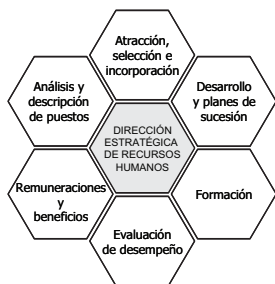 Atracción,
selección e
incorporación
Análisis y
descripción
de puestos
Desarrollo
y planes de
sucesión
DIRECCIÓN
ESTRATÉGICA
DE RECURSOS
HUMANOS
Remuneraciones
y
beneficios
Formación
Evaluación
de desempeño